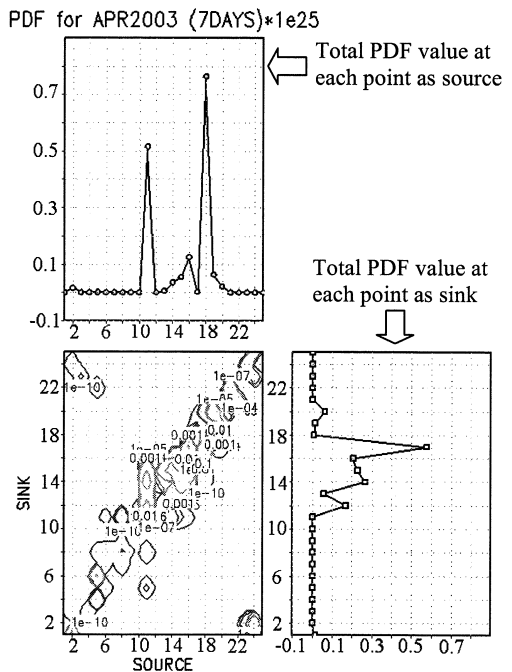 PDF for APR2003 (7DAYS)*1e25
Total PDF value at
each point as source
0.7
0.5
0.3
0.1
-0.1
2 6 10 14 18 22
Total PDF value at
each point as sink
22
18
14
10
6
2
SINK
1e-10
1e-07
1e-05
1e-04
0.001
0.01
0.001
1e-05
0.001
0.1
1e-10
0.001
1e-10
1e-07
1e-10
2 6 10 14 18 22
SOURCE
22
18
14
10
6
2
-0.1 0.1 0.3 0.5 0.7